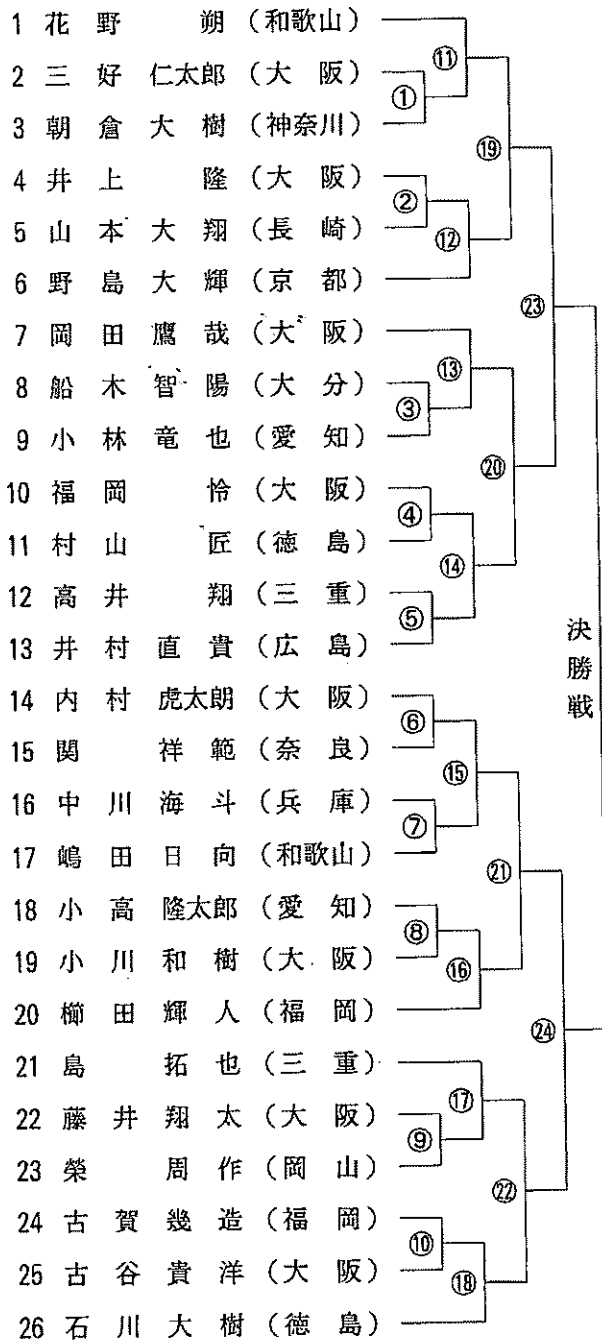 1 花野 朔 (和歌山)
2 三好 仁太郎 (大阪)
3 朝倉 大樹 (神奈川)
4 井上 隆 (大阪)
5 山本 大翔 (長崎)
6 野島 大輝 (京都)
7 岡田 鷹哉 (大阪)
8 船木 智陽 (大分)
9 小林 竜也 (愛知)
10 福岡 怜 (大阪)
11 村山 匠 (徳島)
12 高井 翔 (三重)
13 井村 直貴 (広島)
14 内村 虎太朗 (大阪)
15 関 祥範 (奈良)
16 中川 海斗 (兵庫)
17 嶋田 日向 (和歌山)
18 小高 隆太郎 (愛知)
19 小川 和樹 (大阪)
20 櫛田 輝人 (福岡)
21 島 拓也 (三重)
22 藤井 翔太 (大阪)
23 榮 周作 (岡山)
24 古賀 幾造 (福岡)
25 古谷 貴洋 (大阪)
26 石川 大樹 (徳島)
①
②
③
④
⑤
⑥
⑦
⑧
⑨
⑩
⑪
⑫
⑬
⑭
⑮
⑯
⑰
⑱
⑲
⑳
㉑
㉒
㉓
㉔
決勝戦